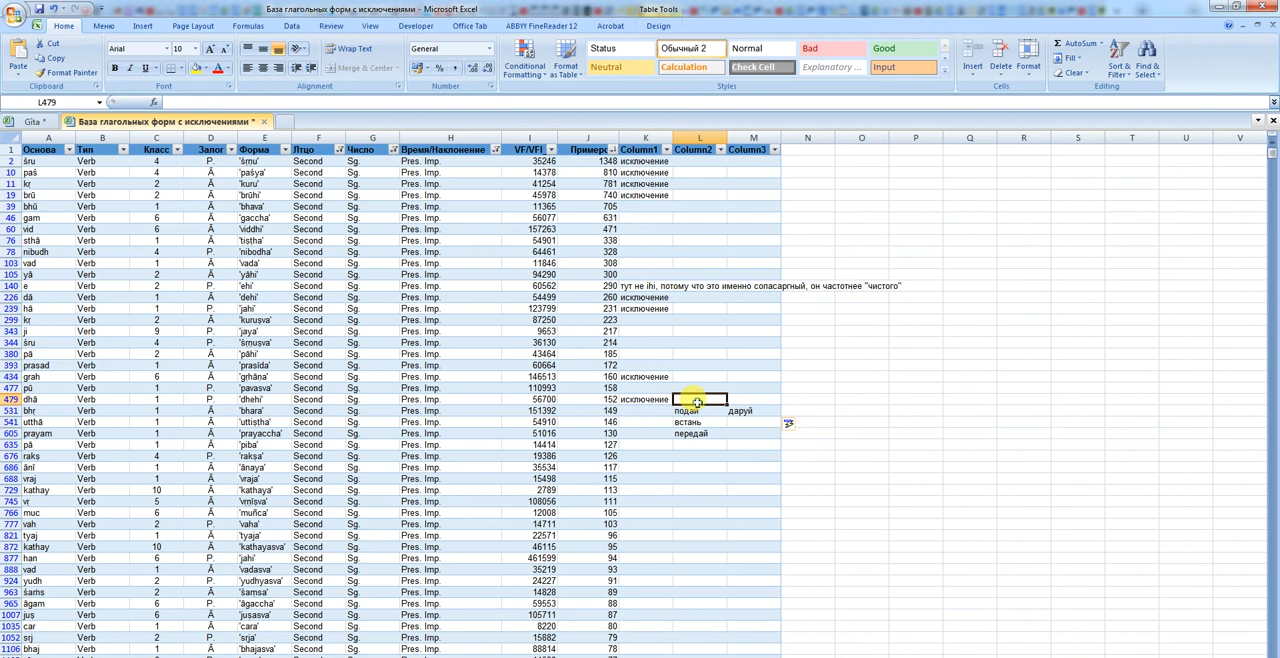 База глагольных форм с исключениями - Microsoft Excel
Table Tools
Home Меню Insert Page Layout Formulas Data Review View Developer Office Tab ABBYY FineReader 12 Acrobat Design
Paste
Cut
Copy
Format Painter
Clipboard
Arial 10
B I U
Font
Wrap Text
Merge & Center
Alignment
General
Number
Conditional Formatting
Format as Table
Status Обычный 2 Normal Bad Good
Neutral Calculation Check Cell Explanatory ... Input
Styles
Insert Delete Format
Cells
AutoSum
Fill
Clear
Sort & Filter
Find & Select
Editing
L479
fx
Gita * База глагольных форм с исключениями *
A B C D E F G H I J K L M N O P Q R S T U V
1 Основа Тип Класс Залог Форма Лтцо Число Время/Наклонение VF/VFI_ Примерс Column1 Column2 Column3
2 śru Verb 4 P. 'śṛṇu' Second Sg. Pres. Imp. 35246 1348 исключение
10 paś Verb 4 Ā 'paśya' Second Sg. Pres. Imp. 14378 810 исключение
11 kṛ Verb 2 Ā 'kuru' Second Sg. Pres. Imp. 41254 781 исключение
19 brū Verb 2 Ā 'brūhi' Second Sg. Pres. Imp. 45978 740 исключение
39 bhū Verb 1 Ā 'bhava' Second Sg. Pres. Imp. 11365 705
46 gam Verb 6 Ā 'gaccha' Second Sg. Pres. Imp. 56077 631
60 vid Verb 6 Ā 'viddhi' Second Sg. Pres. Imp. 157263 471
76 sthā Verb 1 Ā 'tiṣṭha' Second Sg. Pres. Imp. 54901 338
78 nibudh Verb 4 P. 'nibodha' Second Sg. Pres. Imp. 64461 328
103 vad Verb 1 Ā 'vada' Second Sg. Pres. Imp. 11846 308
105 yā Verb 2 Ā 'yāhi' Second Sg. Pres. Imp. 94290 300
140 e Verb 2 P. 'ehi' Second Sg. Pres. Imp. 60562 290 тут не ihi, потому что это именно сопасаргный, он частотнее "чистого"
226 dā Verb 1 Ā 'dehi' Second Sg. Pres. Imp. 54499 260 исключение
239 hā Verb 2 Ā 'jahi' Second Sg. Pres. Imp. 123799 231 исключение
299 kṛ Verb 2 Ā 'kuruṣva' Second Sg. Pres. Imp. 87250 223
343 ji Verb 9 P. 'jaya' Second Sg. Pres. Imp. 9653 217
344 śru Verb 4 P. 'śṛṇuṣva' Second Sg. Pres. Imp. 36130 214
380 pā Verb 2 Ā 'pāhi' Second Sg. Pres. Imp. 43464 185
393 prasad Verb 1 Ā 'prasīda' Second Sg. Pres. Imp. 60664 172
434 grah Verb 6 Ā 'gṛhāṇa' Second Sg. Pres. Imp. 146513 160 исключение
477 pū Verb 1 P. 'pavasva' Second Sg. Pres. Imp. 110993 158
479 dhā Verb 1 P. 'dhehi' Second Sg. Pres. Imp. 56700 152 исключение
531 bhṛ Verb 1 Ā 'bhara' Second Sg. Pres. Imp. 151392 149 подай даруй
541 utthā Verb 1 Ā 'uttiṣṭha' Second Sg. Pres. Imp. 54910 146 встань
605 prayam Verb 1 Ā 'prayaccha' Second Sg. Pres. Imp. 51016 130 передай
635 pā Verb 1 Ā 'piba' Second Sg. Pres. Imp. 14414 127
676 rakṣ Verb 4 P. 'rakṣa' Second Sg. Pres. Imp. 19386 126
686 ānī Verb 1 Ā 'ānaya' Second Sg. Pres. Imp. 35534 117
688 vraj Verb 1 Ā 'vraja' Second Sg. Pres. Imp. 15498 115
729 kathay Verb 10 Ā 'kathaya' Second Sg. Pres. Imp. 2789 113
745 vṛ Verb 5 Ā 'vṛṇīṣva' Second Sg. Pres. Imp. 108056 111
766 muc Verb 6 Ā 'muñca' Second Sg. Pres. Imp. 12008 105
777 vah Verb 2 P. 'vaha' Second Sg. Pres. Imp. 14711 103
821 tyaj Verb 1 Ā 'tyaja' Second Sg. Pres. Imp. 22571 96
872 kathay Verb 10 Ā 'kathayasva' Second Sg. Pres. Imp. 46115 95
877 han Verb 6 P. 'jahi' Second Sg. Pres. Imp. 461599 94
888 vad Verb 1 Ā 'vadasva' Second Sg. Pres. Imp. 35219 93
924 yudh Verb 2 P. 'yudhyasva' Second Sg. Pres. Imp. 24227 91
963 śaṁs Verb 2 Ā 'śaṁsa' Second Sg. Pres. Imp. 14828 89
965 āgam Verb 6 P. 'āgaccha' Second Sg. Pres. Imp. 59553 88
1007 juṣ Verb 6 Ā 'juṣasva' Second Sg. Pres. Imp. 105711 87
1035 car Verb 1 Ā 'cara' Second Sg. Pres. Imp. 8220 80
1052 sṛj Verb 2 P. 'sṛja' Second Sg. Pres. Imp. 15882 79
1106 bhaj Verb 1 Ā 'bhajasva' Second Sg. Pres. Imp. 88814 78